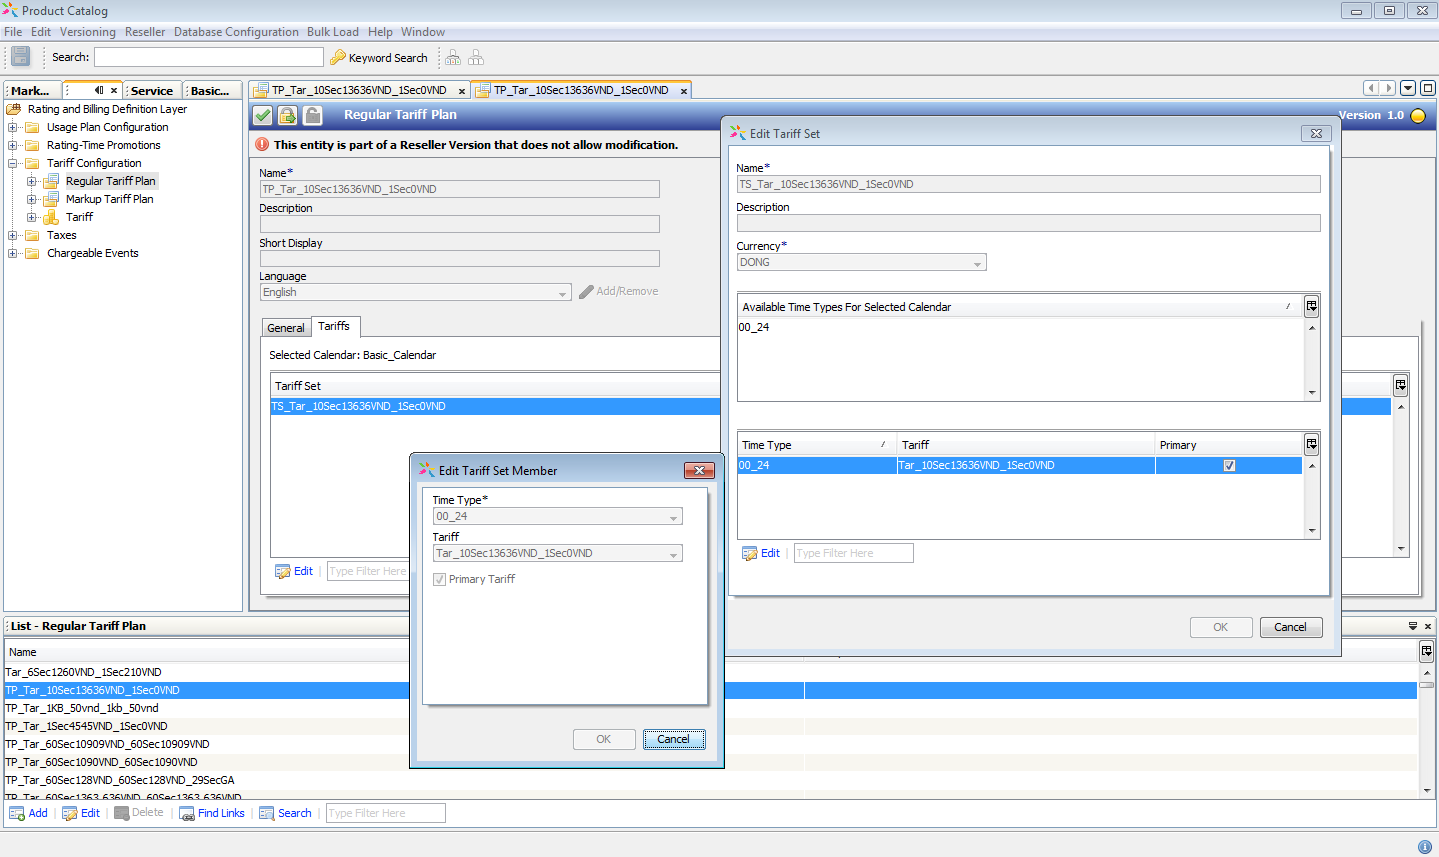 Product Catalog
File Edit Versioning Reseller Database Configuration Bulk Load Help Window
Search:
Keyword Search
Mark...
Service
Basic...
Rating and Billing Definition Layer
Usage Plan Configuration
Rating-Time Promotions
Tariff Configuration
Regular Tariff Plan
Markup Tariff Plan
Tariff
Taxes
Chargeable Events
TP_Tar_10Sec13636VND_1Sec0VND
TP_Tar_10Sec13636VND_1Sec0VND
Regular Tariff Plan
Version 1.0
This entity is part of a Reseller Version that does not allow modification.
Name*
TP_Tar_10Sec13636VND_1Sec0VND
Description
Short Display
Language
English
Add/Remove
General
Tariffs
Selected Calendar: Basic_Calendar
Tariff Set
TS_Tar_10Sec13636VND_1Sec0VND
Edit
Type Filter Here
Edit Tariff Set
Name*
TS_Tar_10Sec13636VND_1Sec0VND
Description
Currency*
DONG
Available Time Types For Selected Calendar
00_24
Time Type Tariff Primary
00_24 Tar_10Sec13636VND_1Sec0VND
Edit
Type Filter Here
OK
Cancel
Edit Tariff Set Member
Time Type*
00_24
Tariff
Tar_10Sec13636VND_1Sec0VND
Primary Tariff
OK
Cancel
List - Regular Tariff Plan
Name
Tar_6Sec1260VND_1Sec210VND
TP_Tar_10Sec13636VND_1Sec0VND
TP_Tar_1KB_50vnd_1kb_50vnd
TP_Tar_1Sec4545VND_1Sec0VND
TP_Tar_60Sec10909VND_60Sec10909VND
TP_Tar_60Sec1090VND_60Sec1090VND
TP_Tar_60Sec128VND_60Sec128VND_29SecGA
TP_Tar_60Sec1363.636VND_60Sec1363.636VND
Add
Edit
Delete
Find Links
Search
Type Filter Here